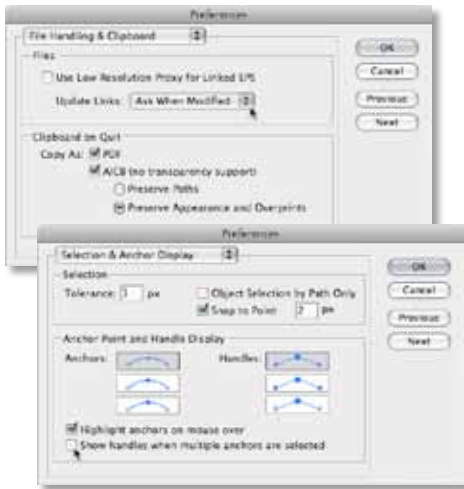 Preferences
File Handling & Clipboard
OK
Cancel
Previous
Next
Files
Use Low Resolution Proxy for Linked EPS
Update Links: Ask When Modified
Clipboard on Quit
Copy As: PDF
AICB (no transparency support)
Preserve Paths
Preserve Appearance and Overprints
Preferences
Selection & Anchor Display
OK
Cancel
Previous
Next
Selection
Tolerance: 3 px
Object Selection by Path Only
Snap to Point 2 px
Anchor Point and Handle Display
Anchors:
Handles:
Highlight anchors on mouse over
Show handles when multiple anchors are selected